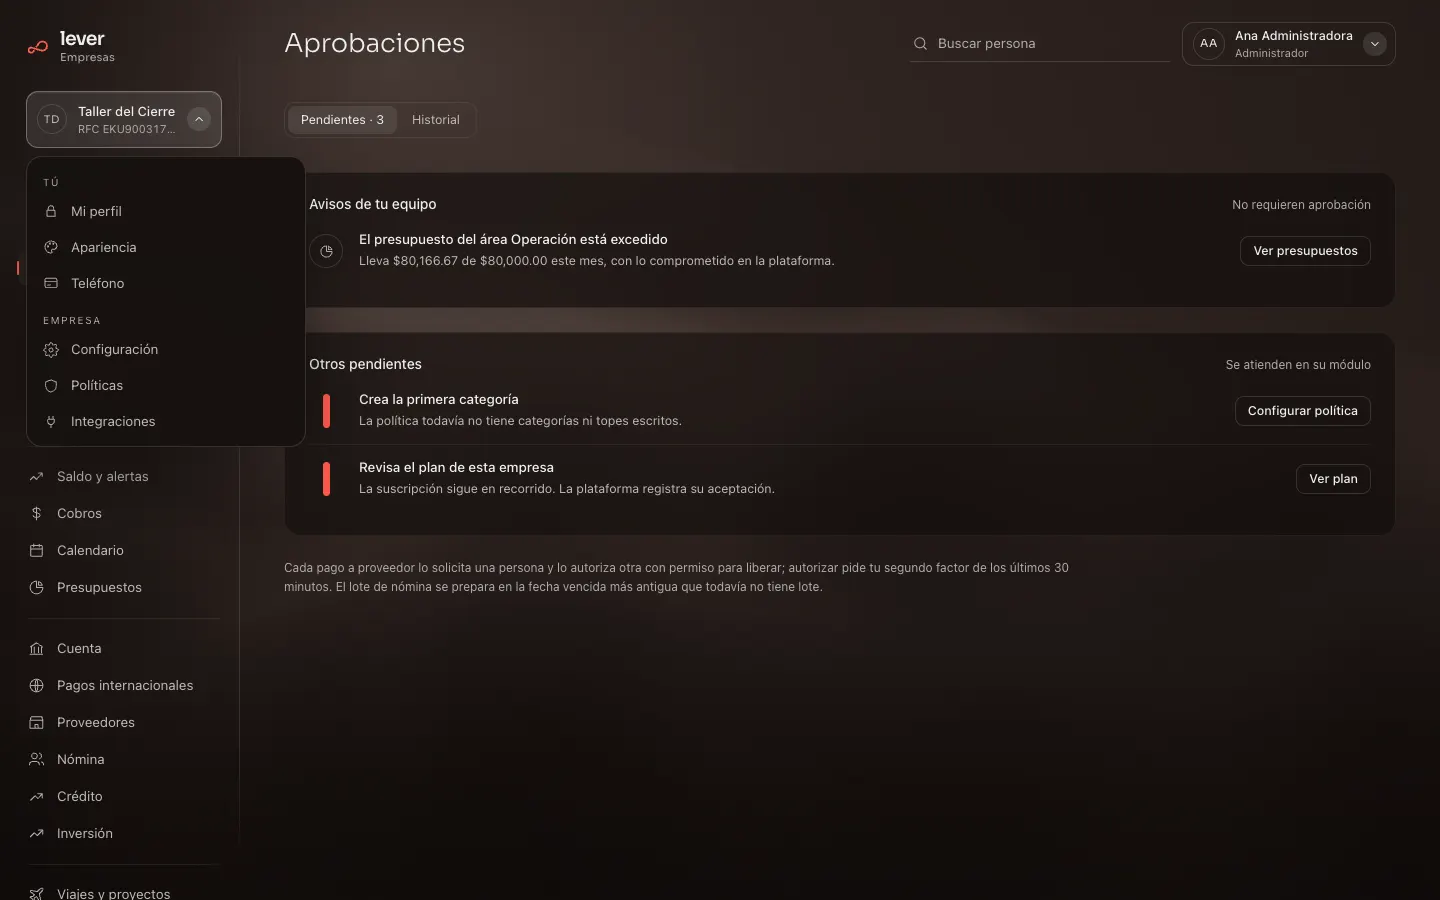 lever
Empresas
Aprobaciones
Buscar persona
AA
Ana Administradora
Administrador
TD
Taller del Cierre
RFC EKU900317...
Pendientes · 3
Historial
TÚ
Mi perfil
Apariencia
Teléfono
EMPRESA
Configuración
Políticas
Integraciones
Saldo y alertas
Cobros
Calendario
Presupuestos
Cuenta
Pagos internacionales
Proveedores
Nómina
Crédito
Inversión
Viajes y proyectos
Avisos de tu equipo
No requieren aprobación
El presupuesto del área Operación está excedido
Lleva $80,166.67 de $80,000.00 este mes, con lo comprometido en la plataforma.
Ver presupuestos
Otros pendientes
Se atienden en su módulo
Crea la primera categoría
La política todavía no tiene categorías ni topes escritos.
Configurar política
Revisa el plan de esta empresa
La suscripción sigue en recorrido. La plataforma registra su aceptación.
Ver plan
Cada pago a proveedor lo solicita una persona y lo autoriza otra con permiso para liberar; autorizar pide tu segundo factor de los últimos 30
minutos. El lote de nómina se prepara en la fecha vencida más antigua que todavía no tiene lote.